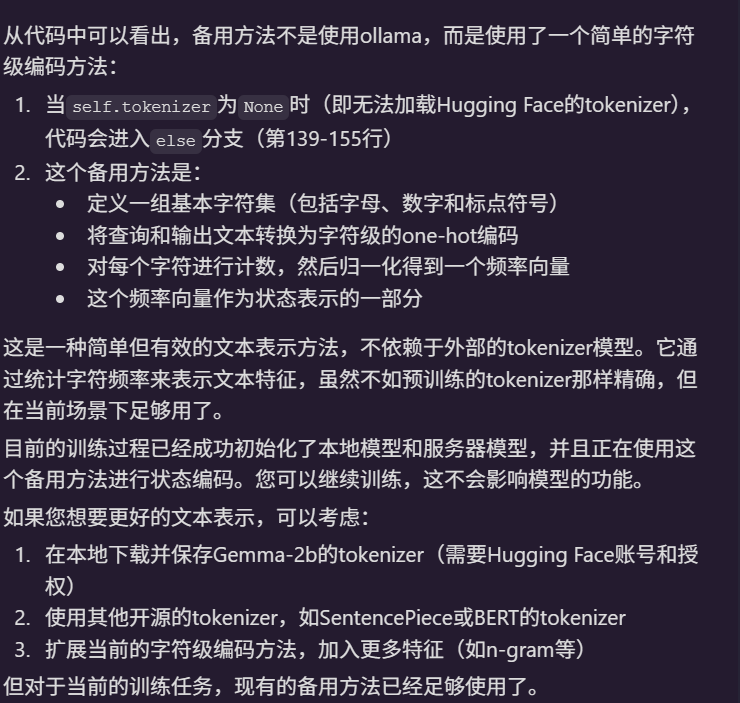 从代码中可以看出，备用方法不是使用ollama，而是使用了一个简单的字符
级编码方法：
1. 当self.tokenizer为None时（即无法加载Hugging Face的tokenizer），
代码会进入else分支（第139-155行）
2. 这个备用方法是：
• 定义一组基本字符集（包括字母、数字和标点符号）
• 将查询和输出文本转换为字符级的one-hot编码
• 对每个字符进行计数，然后归一化得到一个频率向量
• 这个频率向量作为状态表示的一部分
这是一种简单但有效的文本表示方法，不依赖于外部的tokenizer模型。它通
过统计字符频率来表示文本特征，虽然不如预训练的tokenizer那样精确，但
在当前场景下足够用了。
目前的训练过程已经成功初始化了本地模型和服务器模型，并且正在使用这
个备用方法进行状态编码。您可以继续训练，这不会影响模型的功能。
如果您想要更好的文本表示，可以考虑：
1. 在本地下载并保存Gemma-2b的tokenizer（需要Hugging Face账号和授
权）
2. 使用其他开源的tokenizer，如SentencePiece或BERT的tokenizer
3. 扩展当前的字符级编码方法，加入更多特征（如n-gram等）
但对于当前的训练任务，现有的备用方法已经足够使用了。